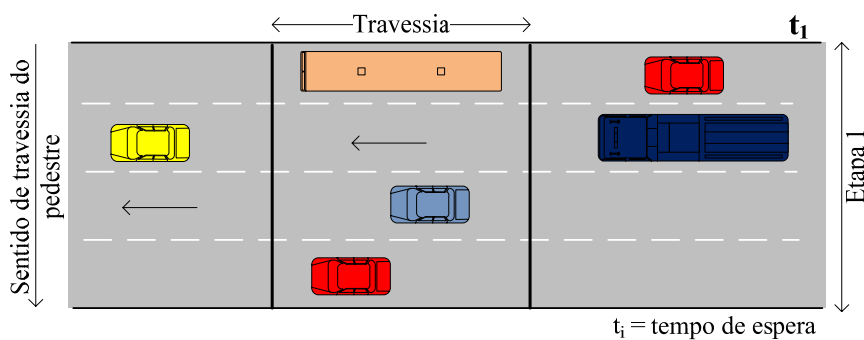 Travessia
t1
Sentido de travessia do
pedestre
Etapa 1
ti = tempo de espera